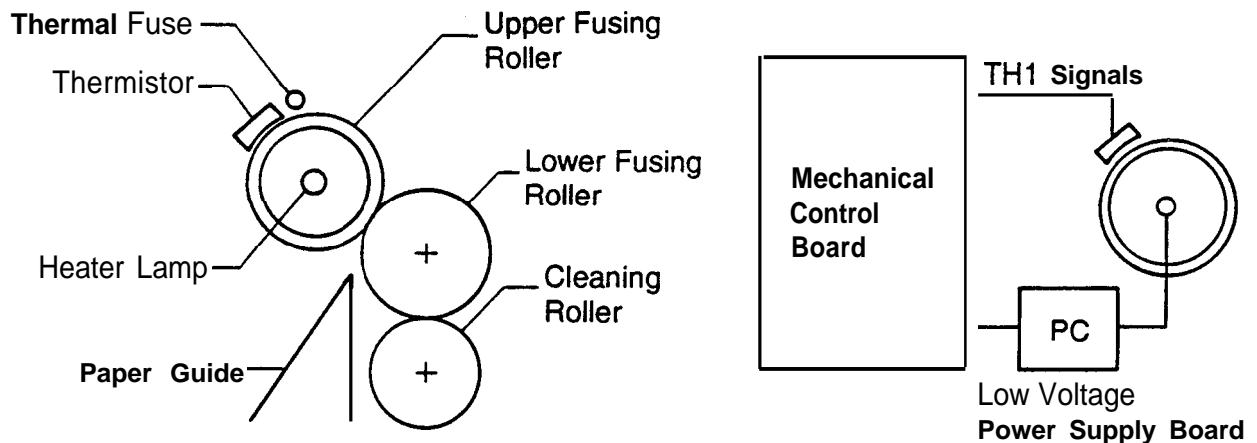 Thermal Fuse
Upper Fusing
Roller
Thermistor
Lower Fusing
Roller
Heater Lamp
Cleaning
Roller
Paper Guide
TH1 Signals
Mechanical
Control
Board
PC
Low Voltage
Power Supply Board